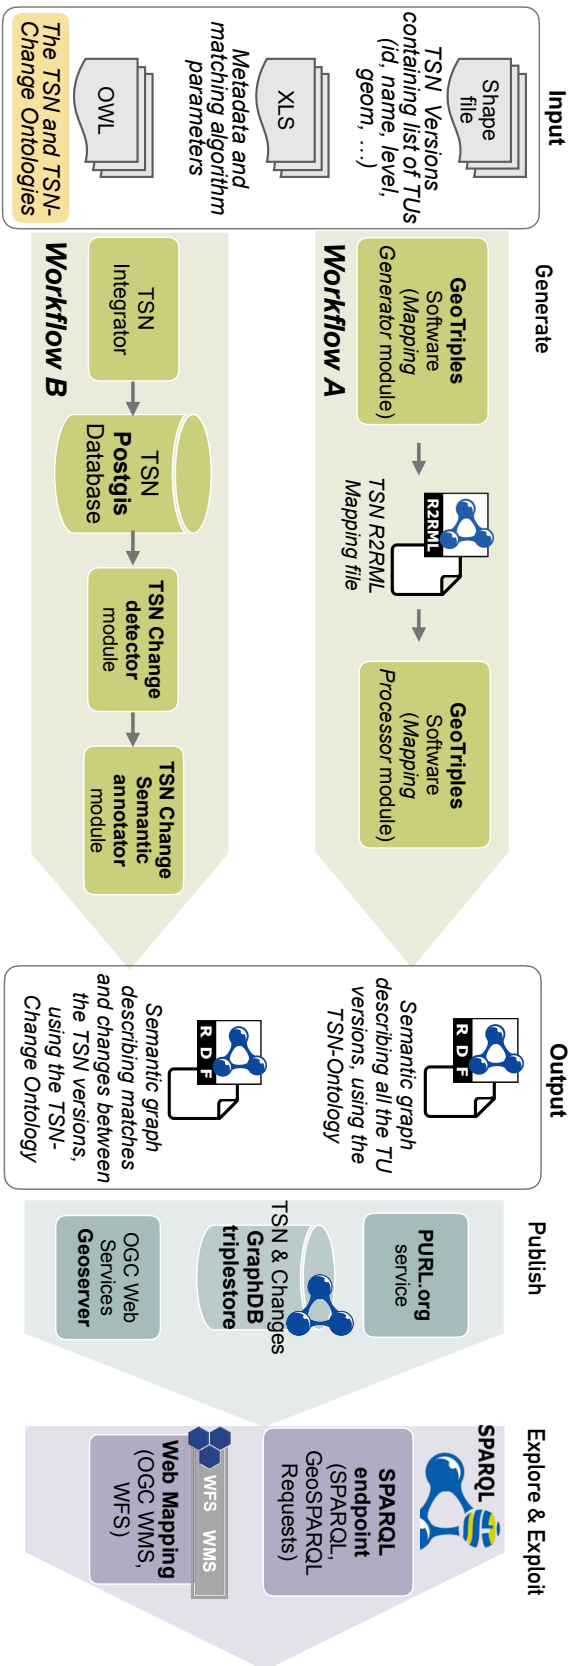 Input
Shape
file
TSN Versions
containing list of TUs
(id, name, level,
geom, …)
XLS
Metadata and
matching algorithm
parameters
OWL
The TSN and TSN-
Change Ontologies
Generate
GeoTriples
Software
(Mapping
Generator module)
R2RML
TSN R2RML
Mapping file
GeoTriples
Software
(Mapping
Processor module)
Workflow A
TSN
Integrator
TSN
Postgis
Database
TSN Change
detector
module
TSN Change
Semantic
annotator
module
Workflow B
Output
RDF
Semantic graph
describing all the TU
versions, using the
TSN-Ontology
RDF
Semantic graph
describing matches
and changes between
the TSN versions,
using the TSN-
Change Ontology
Publish
PURL.org
service
TSN & Changes
GraphDB
triplestore
OGC Web
Services
Geoserver
Explore & Exploit
SPARQL
SPARQL
endpoint
(SPARQL,
GeoSPARQL
Requests)
WFS WMS
Web Mapping
(OGC WMS,
WFS)